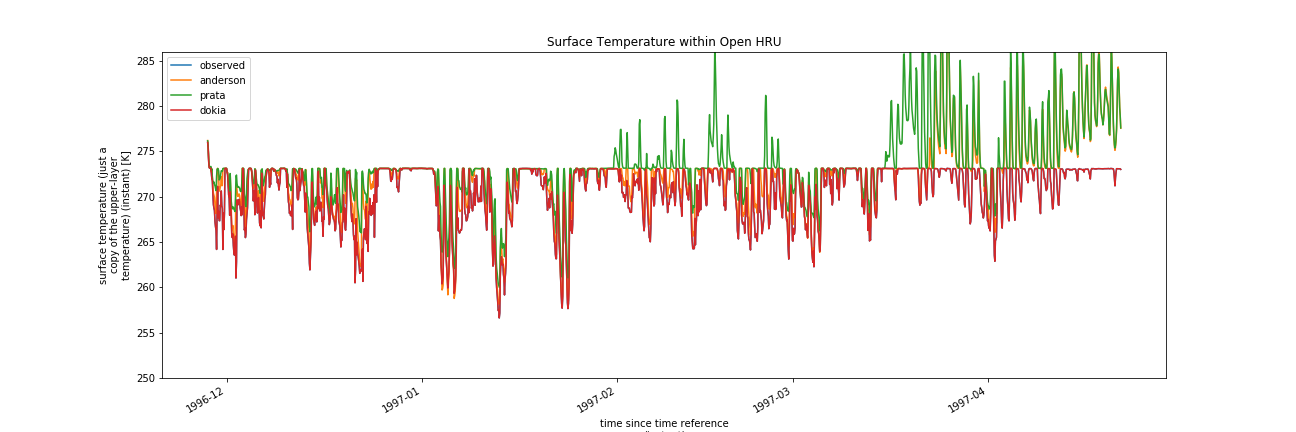 Surface Temperature within Open HRU
285
280
275
270
265
260
255
250
surface temperature (just a
copy of the upper-layer
temperature) (instant) [K]
observed
anderson
prata
dokia
1996-12
1997-01
1997-02
1997-03
1997-04
time since time reference